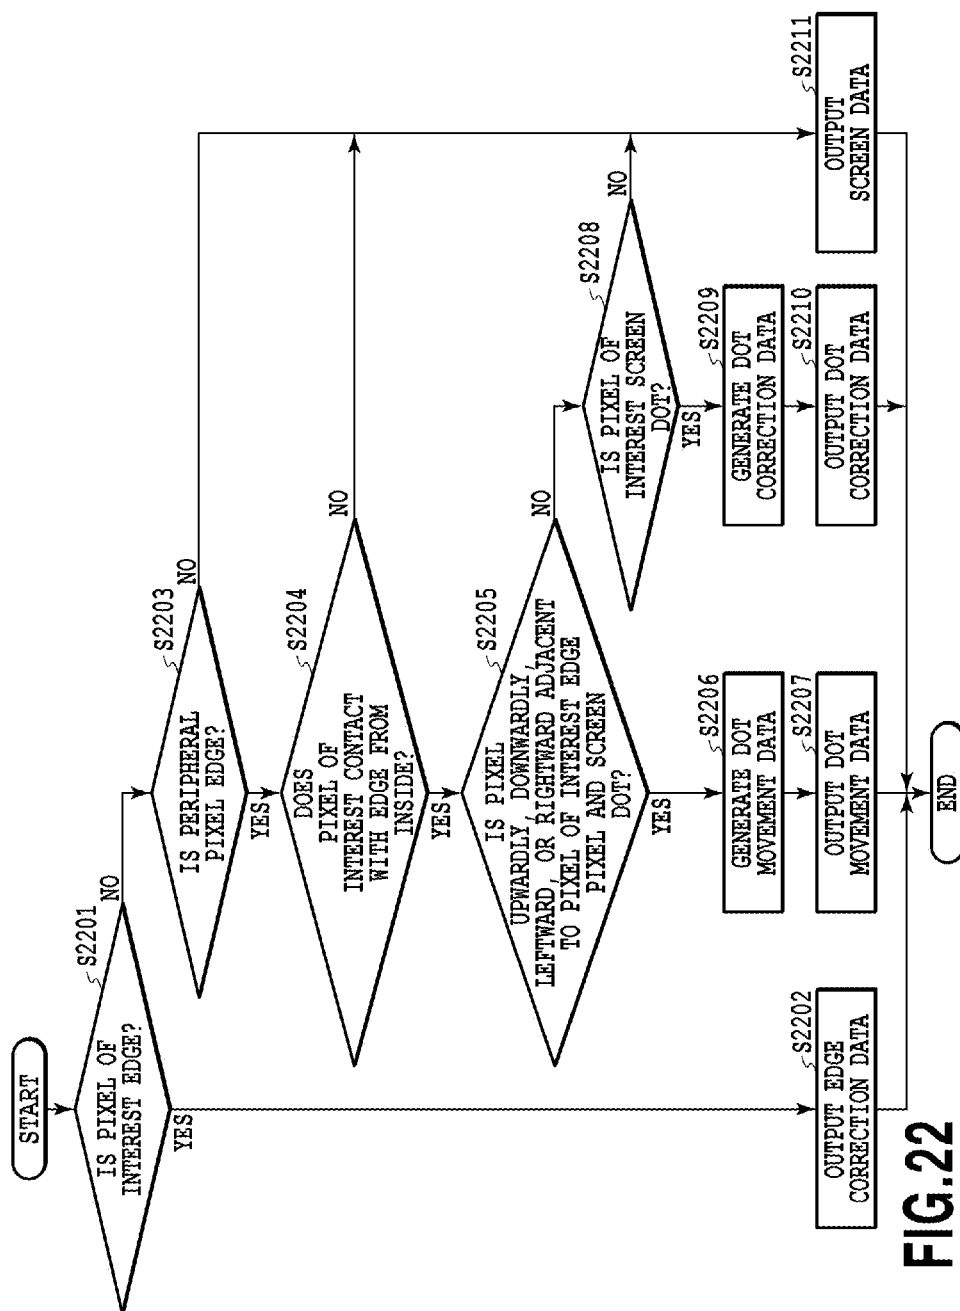 START
S2201
IS PIXEL OF
INTEREST EDGE?
NO
YES
S2203
IS PERIPHERAL
PIXEL EDGE?
NO
YES
S2204
DOES
PIXEL OF
INTEREST CONTACT
WITH EDGE FROM
INSIDE?
NO
YES
S2205
IS PIXEL
UPWARDLY, DOWNWARDLY,
LEFTWARD, OR RIGHTWARD ADJACENT
TO PIXEL OF INTEREST EDGE
PIXEL AND SCREEN
DOT?
NO
YES
S2208
IS PIXEL OF
INTEREST SCREEN
DOT?
NO
YES
S2202
OUTPUT EDGE
CORRECTION DATA
S2206
GENERATE DOT
MOVEMENT DATA
S2207
OUTPUT DOT
MOVEMENT DATA
S2209
GENERATE DOT
CORRECTION DATA
S2210
OUTPUT DOT
CORRECTION DATA
S2211
OUTPUT
SCREEN DATA
END
FIG.22